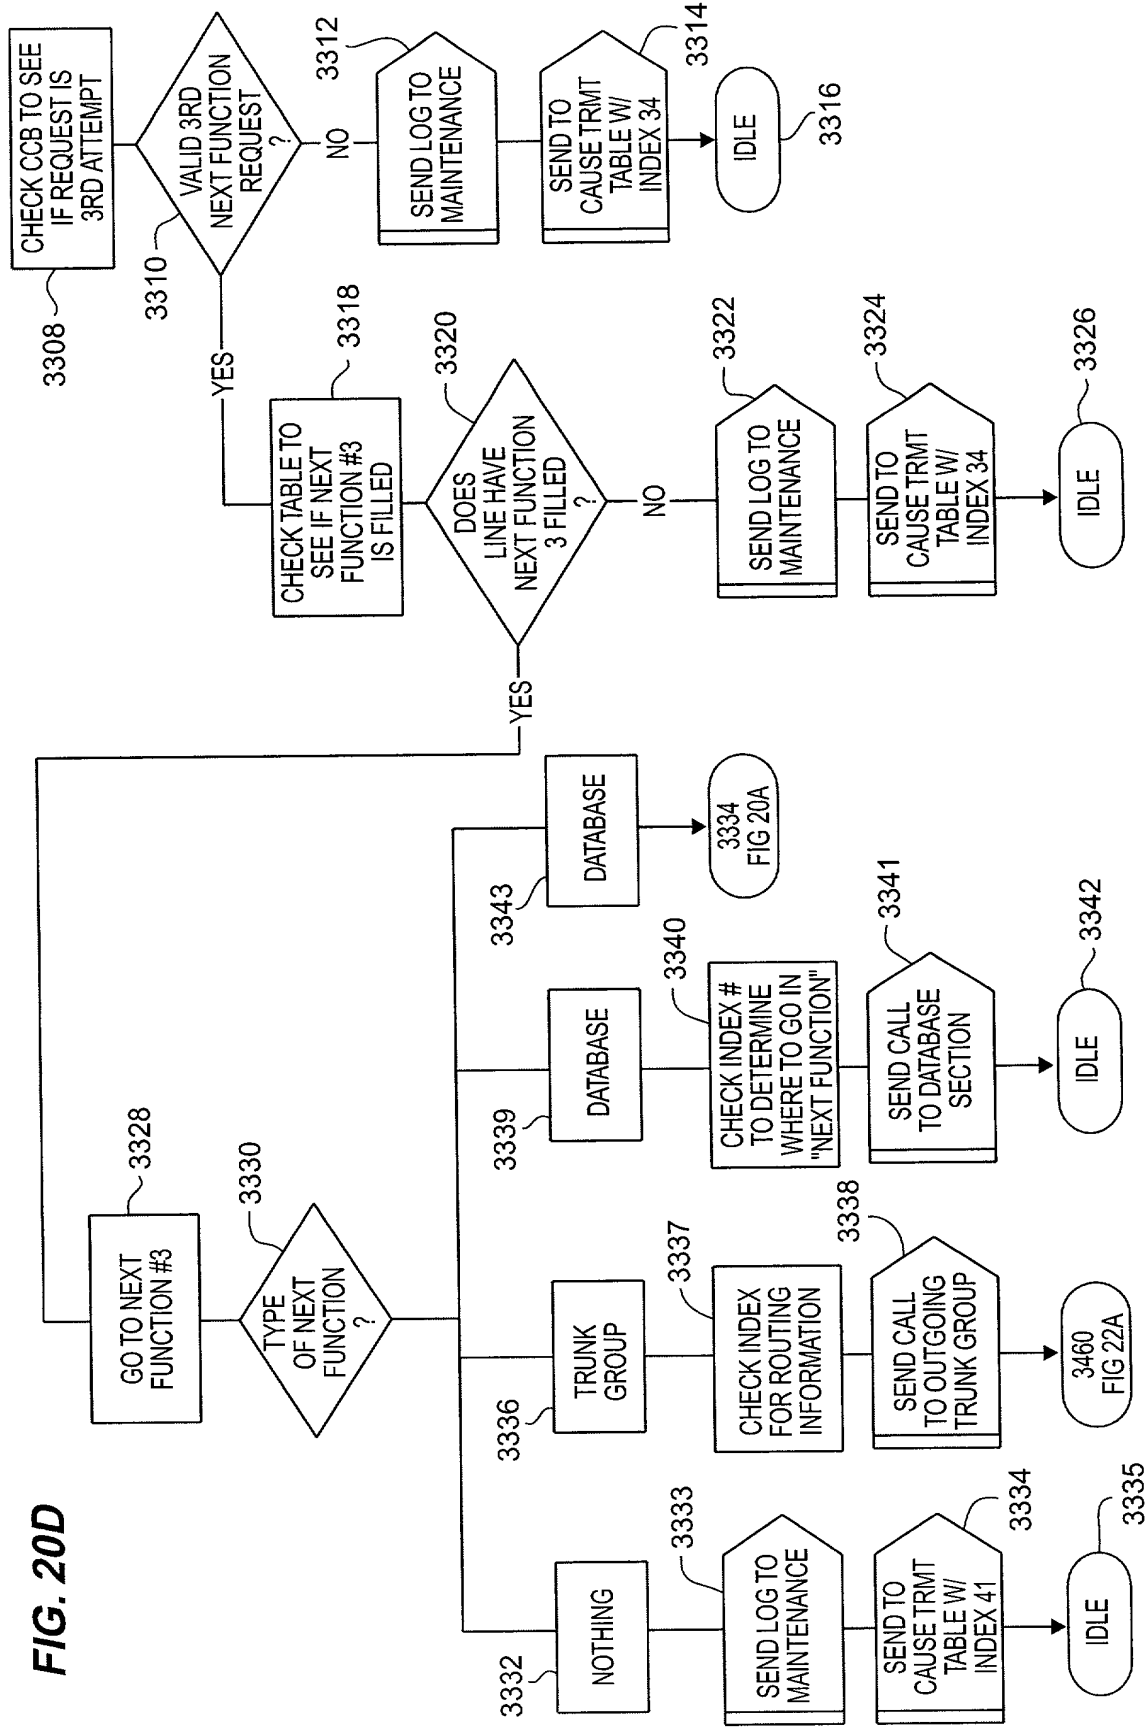 FIG. 20D
CHECK CCB TO SEE
IF REQUEST IS
3RD ATTEMPT
3308
VALID 3RD
NEXT FUNCTION
REQUEST
?
3310
NO
SEND LOG TO
MAINTENANCE
3312
SEND TO
CAUSE TRMT
TABLE W/
INDEX 34
3314
IDLE
3316
YES
CHECK TABLE TO
SEE IF NEXT
FUNCTION #3
IS FILLED
3318
DOES
LINE HAVE
NEXT FUNCTION
3 FILLED
?
3320
NO
SEND LOG TO
MAINTENANCE
3322
SEND TO
CAUSE TRMT
TABLE W/
INDEX 34
3324
IDLE
3326
YES
GO TO NEXT
FUNCTION #3
3328
TYPE
OF NEXT
FUNCTION
?
3330
NOTHING
3332
SEND LOG TO
MAINTENANCE
3333
SEND TO
CAUSE TRMT
TABLE W/
INDEX 41
3334
IDLE
3335
TRUNK
GROUP
3336
CHECK INDEX
FOR ROUTING
INFORMATION
3337
SEND CALL
TO OUTGOING
TRUNK GROUP
3338
3460
FIG 22A
DATABASE
3339
CHECK INDEX #
TO DETERMINE
WHERE TO GO IN
"NEXT FUNCTION"
3340
SEND CALL
TO DATABASE
SECTION
3341
IDLE
3342
DATABASE
3343
3334
FIG 20A